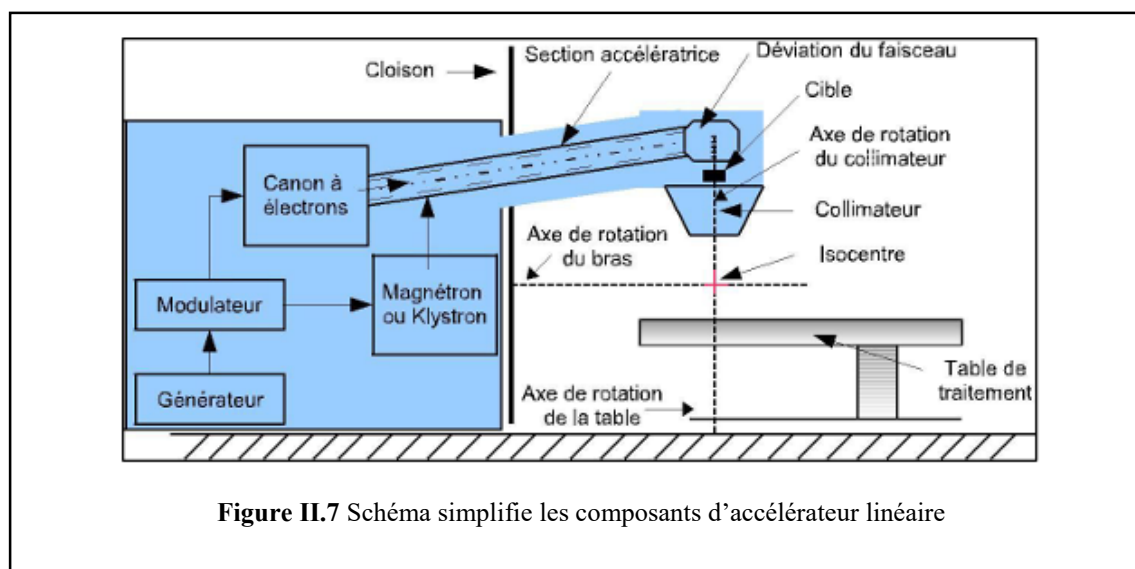 Cloison
Section accélératrice
Déviation du faisceau
Cible
Axe de rotation
du collimateur
Canon à
électrons
Collimateur
Axe de rotation
du bras
Isocentre
Modulateur
Magnétron
ou Klystron
Générateur
Axe de rotation
de la table
Table de
traitement
Figure II.7 Schéma simplifie les composants d’accélérateur linéaire